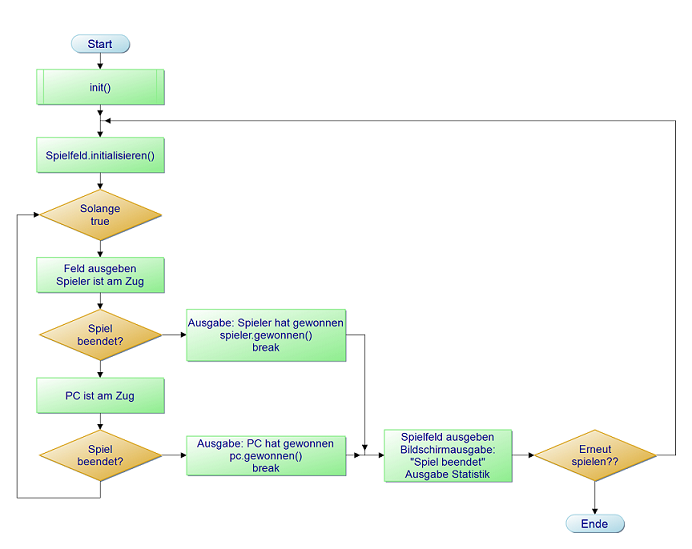 Start
init()
Spielfeld.initialisieren()
Solange
true
Feld ausgeben
Spieler ist am Zug
Spiel
beendet?
Ausgabe: Spieler hat gewonnen
spieler.gewonnen()
break
PC ist am Zug
Spiel
beendet?
Ausgabe: PC hat gewonnen
pc.gewonnen()
break
Spielfeld ausgeben
Bildschirmausgabe:
"Spiel beendet"
Ausgabe Statistik
Erneut
spielen??
Ende